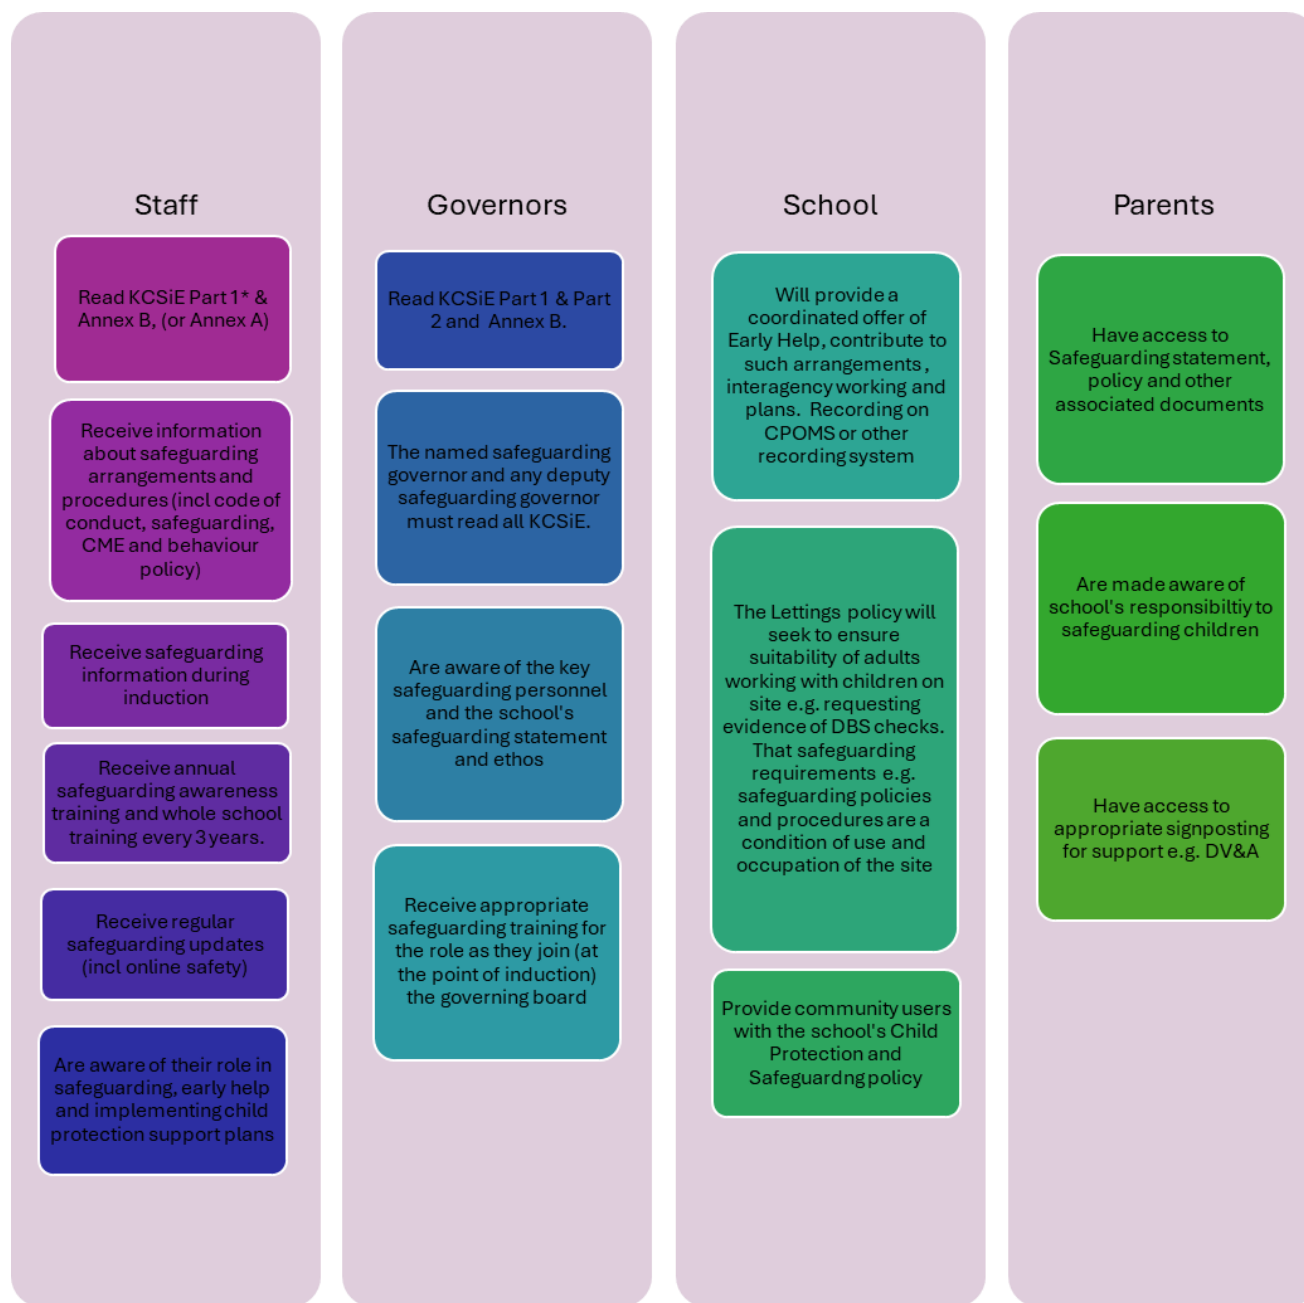 Staff
Read KCSiE Part 1* &
Annex B, (or Annex A)
Receive information
about safeguarding
arrangements and
procedures (incl code of
conduct, safeguarding,
CME and behaviour
policy)
Receive safeguarding
information during
induction
Receive annual
safeguarding awareness
training and whole school
training every 3 years.
Receive regular
safeguarding updates
(incl online safety)
Are aware of their role in
safeguarding, early help
and implementing child
protection support plans
Governors
Read KCSiE Part 1 & Part
2 and Annex B.
The named safeguarding
governor and any deputy
safeguarding governor
must read all KCSiE.
Are aware of the key
safeguarding personnel
and the school's
safeguarding statement
and ethos
Receive appropriate
safeguarding training for
the role as they join (at
the point of induction)
the governing board
School
Will provide a
coordinated offer of
Early Help, contribute to
such arrangements ,
interagency working and
plans. Recording on
CPOMS or other
recording system
The Lettings policy will
seek to ensure
suitability of adults
working with children on
site e.g. requesting
evidence of DBS checks.
That safeguarding
requirements e.g.
safeguarding policies
and procedures are a
condition of use and
occupation of the site
Provide community users
with the school's Child
Protection and
Safeguardng policy
Parents
Have access to
Safeguarding statement,
policy and other
associated documents
Are made aware of
school's responsibiltiy to
safeguarding children
Have access to
appropriate signposting
for support e.g. DV&A